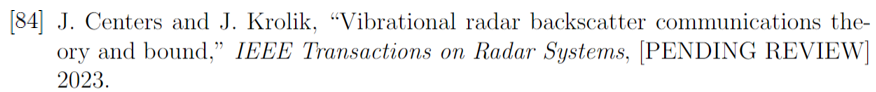 [84] J. Centers and J. Krolik, “Vibrational radar backscatter communications the-
ory and bound,” IEEE Transactions on Radar Systems, [PENDING REVIEW]
2023.